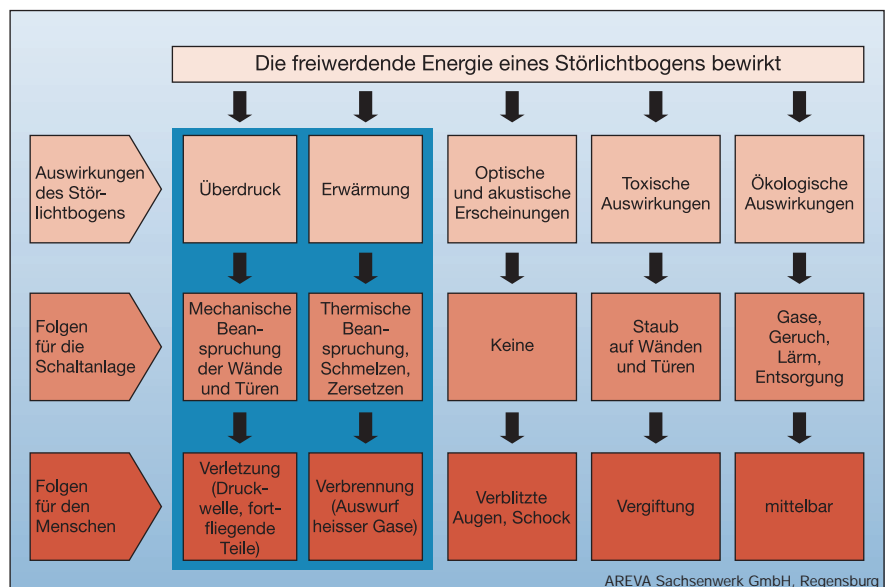 Die freiwerdende Energie eines Störlichtbogens bewirkt
Auswirkungen
des Stör-
lichtbogens
Überdruck
Erwärmung
Optische
und akustische
Erscheinungen
Toxische
Auswirkungen
Ökologische
Auswirkungen
Folgen
für die
Schaltanlage
Mechanische
Bean-
spruchung
der Wände
und Türen
Thermische
Bean-
spruchung,
Schmelzen,
Zersetzen
Keine
Staub
auf Wänden
und Türen
Gase,
Geruch,
Lärm,
Entsorgung
Folgen
für den
Menschen
Verletzung
(Druck-
welle, fort-
fliegende
Teile)
Verbrennung
(Auswurf
heisser Gase)
Verblitzte
Augen, Schock
Vergiftung
mittelbar
AREVA Sachsenwerk GmbH, Regensburg